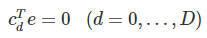 c_d^T e = 0   (d = 0, . . . , D)